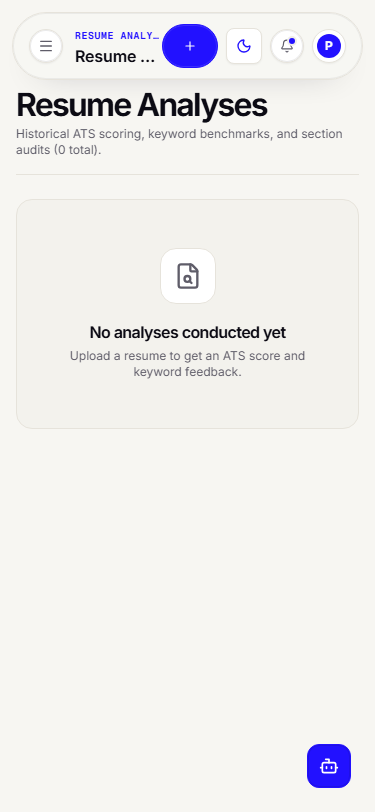 RESUME ANALY…
Resume …
P
Resume Analyses
Historical ATS scoring, keyword benchmarks, and section
audits (0 total).
No analyses conducted yet
Upload a resume to get an ATS score and
keyword feedback.